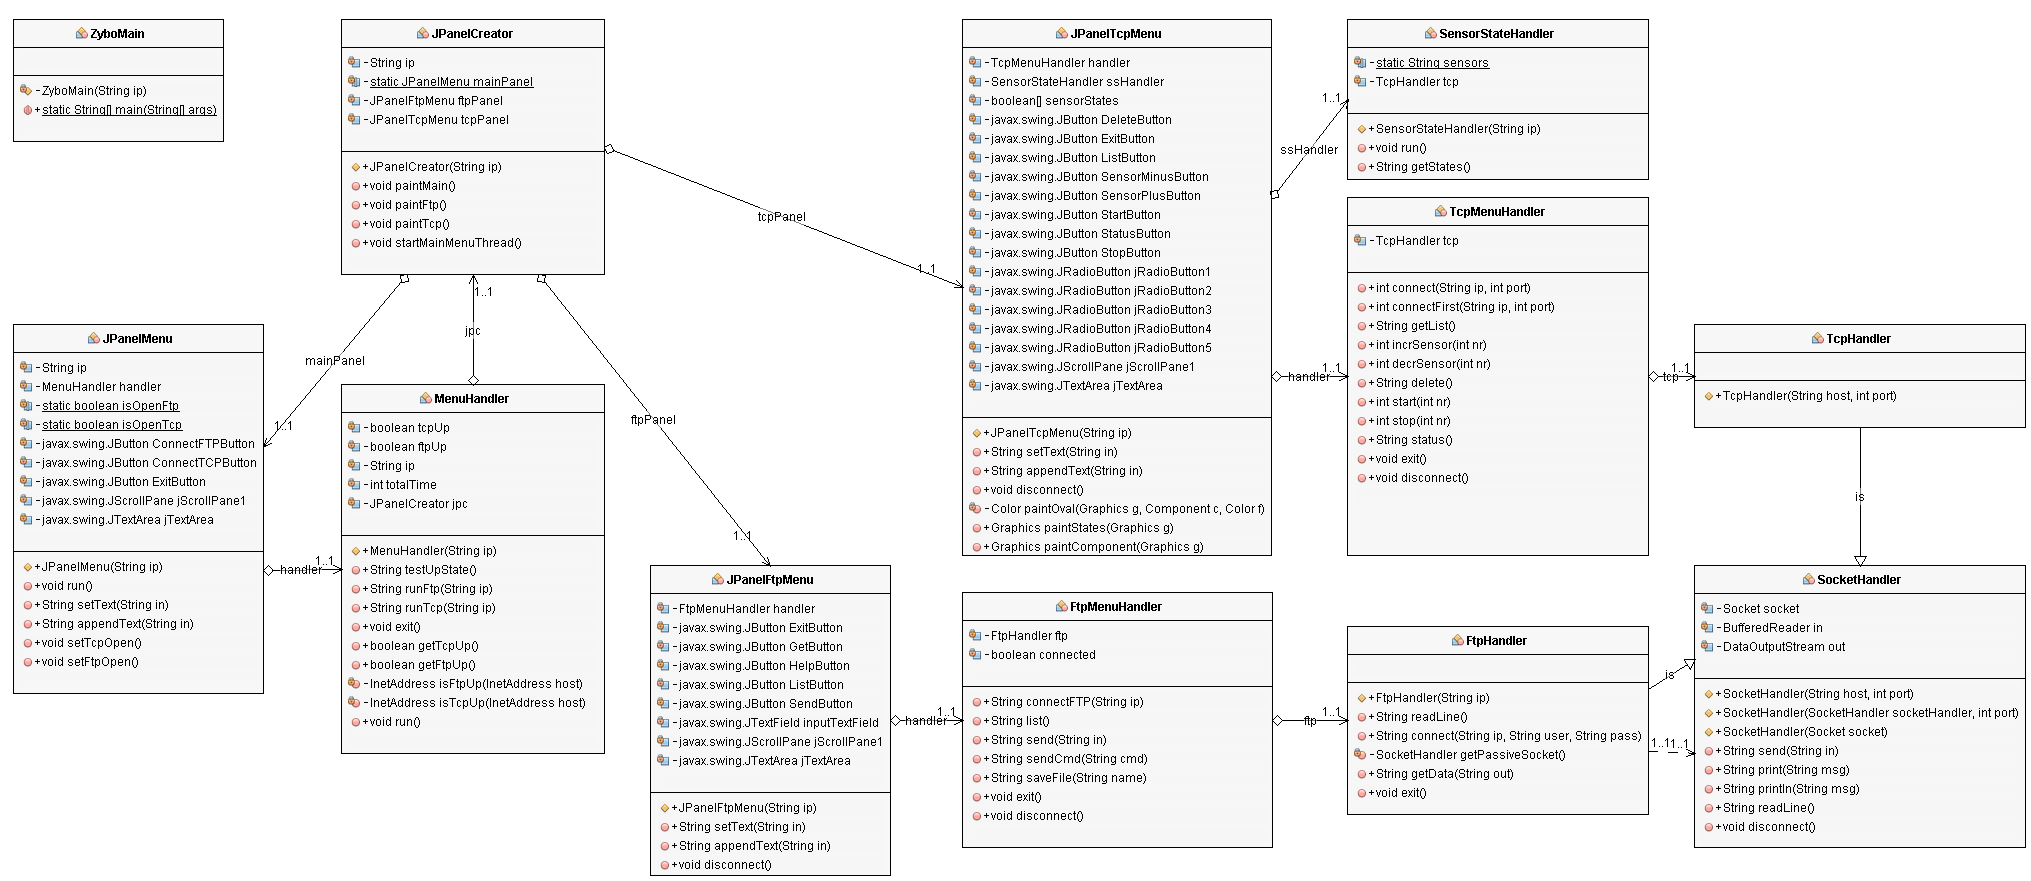 ZyboMain
-ZyboMain(String ip)
+static String[] main(String[] args)
JPanelCreator
-String ip
-static JPanelMenu mainPanel
-JPanelFtpMenu ftpPanel
-JPanelTcpMenu tcpPanel
+JPanelCreator(String ip)
+void paintMain()
+void paintFtp()
+void paintTcp()
+void startMainMenuThread()
tcpPanel
1..1
mainPanel
1..1
jpc
1..1
ftpPanel
1..1
JPanelMenu
-String ip
-MenuHandler handler
-static boolean isOpenFtp
-static boolean isOpenTcp
-javax.swing.JButton ConnectFTPButton
-javax.swing.JButton ConnectTCPButton
-javax.swing.JButton ExitButton
-javax.swing.JScrollPane jScrollPane1
-javax.swing.JTextArea jTextArea
+JPanelMenu(String ip)
+void run()
+String setText(String in)
+String appendText(String in)
+void setTcpOpen()
+void setFtpOpen()
handler
1..1
MenuHandler
-boolean tcpUp
-boolean ftpUp
-String ip
-int totalTime
-JPanelCreator jpc
+MenuHandler(String ip)
+String testUpState()
+String runFtp(String ip)
+String runTcp(String ip)
+void exit()
+boolean getTcpUp()
+boolean getFtpUp()
-InetAddress isFtpUp(InetAddress host)
-InetAddress isTcpUp(InetAddress host)
+void run()
JPanelTcpMenu
-TcpMenuHandler handler
-SensorStateHandler ssHandler
-boolean[] sensorStates
-javax.swing.JButton DeleteButton
-javax.swing.JButton ExitButton
-javax.swing.JButton ListButton
-javax.swing.JButton SensorMinusButton
-javax.swing.JButton SensorPlusButton
-javax.swing.JButton StartButton
-javax.swing.JButton StatusButton
-javax.swing.JButton StopButton
-javax.swing.JRadioButton jRadioButton1
-javax.swing.JRadioButton jRadioButton2
-javax.swing.JRadioButton jRadioButton3
-javax.swing.JRadioButton jRadioButton4
-javax.swing.JRadioButton jRadioButton5
-javax.swing.JScrollPane jScrollPane1
-javax.swing.JTextArea jTextArea
+JPanelTcpMenu(String ip)
+String setText(String in)
+String appendText(String in)
+void disconnect()
-Color paintOval(Graphics g, Component c, Color f)
+Graphics paintStates(Graphics g)
+Graphics paintComponent(Graphics g)
ssHandler
1..1
handler
1..1
SensorStateHandler
-static String sensors
-TcpHandler tcp
+SensorStateHandler(String ip)
+void run()
+String getStates()
TcpMenuHandler
-TcpHandler tcp
+int connect(String ip, int port)
+int connectFirst(String ip, int port)
+String getList()
+int incrSensor(int nr)
+int decrSensor(int nr)
+String delete()
+int start(int nr)
+int stop(int nr)
+String status()
+void exit()
+void disconnect()
tcp
1..1
TcpHandler
+TcpHandler(String host, int port)
is
JPanelFtpMenu
-FtpMenuHandler handler
-javax.swing.JButton ExitButton
-javax.swing.JButton GetButton
-javax.swing.JButton HelpButton
-javax.swing.JButton ListButton
-javax.swing.JButton SendButton
-javax.swing.JTextField inputTextField
-javax.swing.JScrollPane jScrollPane1
-javax.swing.JTextArea jTextArea
+JPanelFtpMenu(String ip)
+String setText(String in)
+String appendText(String in)
+void disconnect()
handler
1..1
FtpMenuHandler
-FtpHandler ftp
-boolean connected
+String connectFTP(String ip)
+String list()
+String send(String in)
+String sendCmd(String cmd)
+String saveFile(String name)
+void exit()
+void disconnect()
ftp
1..1
FtpHandler
+FtpHandler(String ip)
+String readLine()
+String connect(String ip, String user, String pass)
-SocketHandler getPassiveSocket()
+String getData(String out)
+void exit()
is
1..1
1..1
SocketHandler
-Socket socket
-BufferedReader in
-DataOutputStream out
+SocketHandler(String host, int port)
+SocketHandler(SocketHandler socketHandler, int port)
+SocketHandler(Socket socket)
+String send(String in)
+String print(String msg)
+String println(String msg)
+String readLine()
+void disconnect()